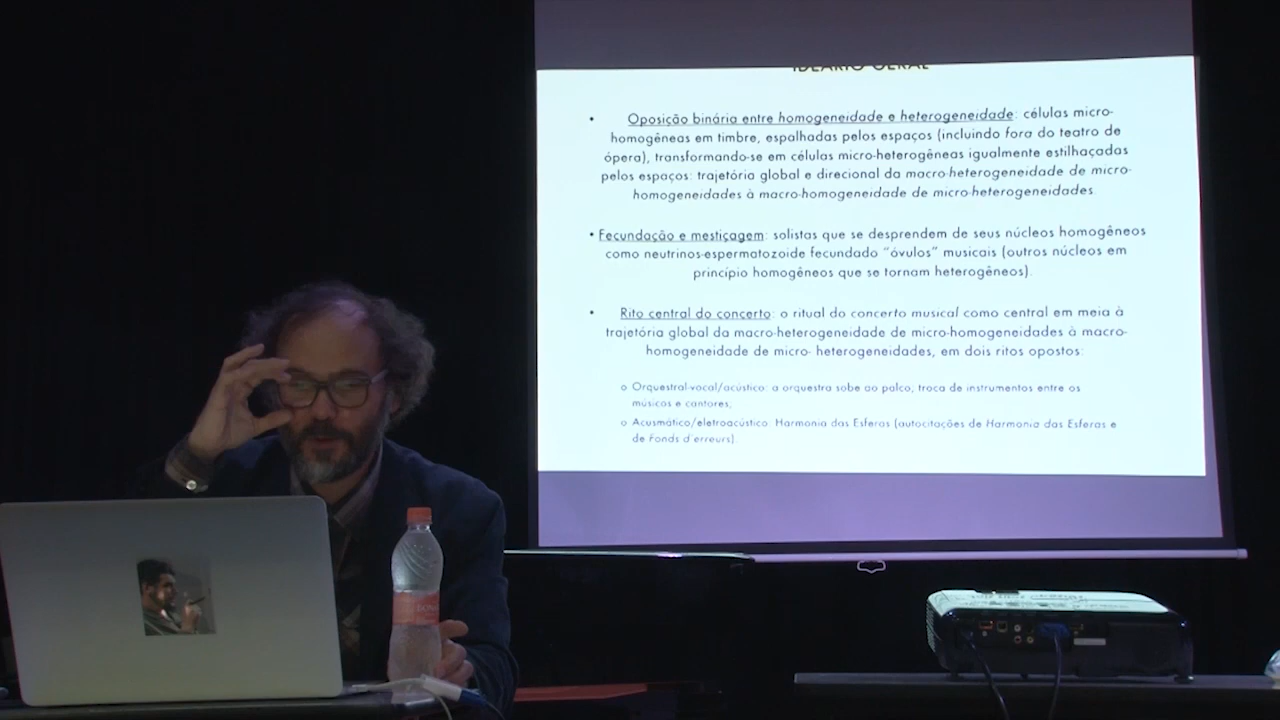 IDEÁRIO GERAL
• Oposição binária entre homogeneidade e heterogeneidade: células micro-
homogêneas em timbre, espalhadas pelos espaços (incluindo fora do teatro de
ópera), transformando-se em células micro-heterogêneas igualmente estilhaçadas
pelos espaços: trajetória global e direcional da macro-heterogeneidade de micro-
homogeneidades à macro-homogeneidade de micro-heterogeneidades.
• Fecundação e mestiçagem: solistas que se desprendem de seus núcleos homogêneos
como neutrinos-espermatozoide fecundado “óvulos” musicais (outros núcleos em
princípio homogêneos que se tornam heterogêneos).
• Rito central do concerto: o ritual do concerto musical como central em meia à
trajetória global da macro-heterogeneidade de micro-homogeneidades à macro-
homogeneidade de micro- heterogeneidades, em dois ritos opostos:
o Orquestral-vocal/acústico: a orquestra sobe ao palco; troca de instrumentos entre os
músicos e cantores;
o Acusmático/eletroacústico: Harmonia das Esferas (autocitações de Harmonia das Esferas e
de Fonds d'erreurs).